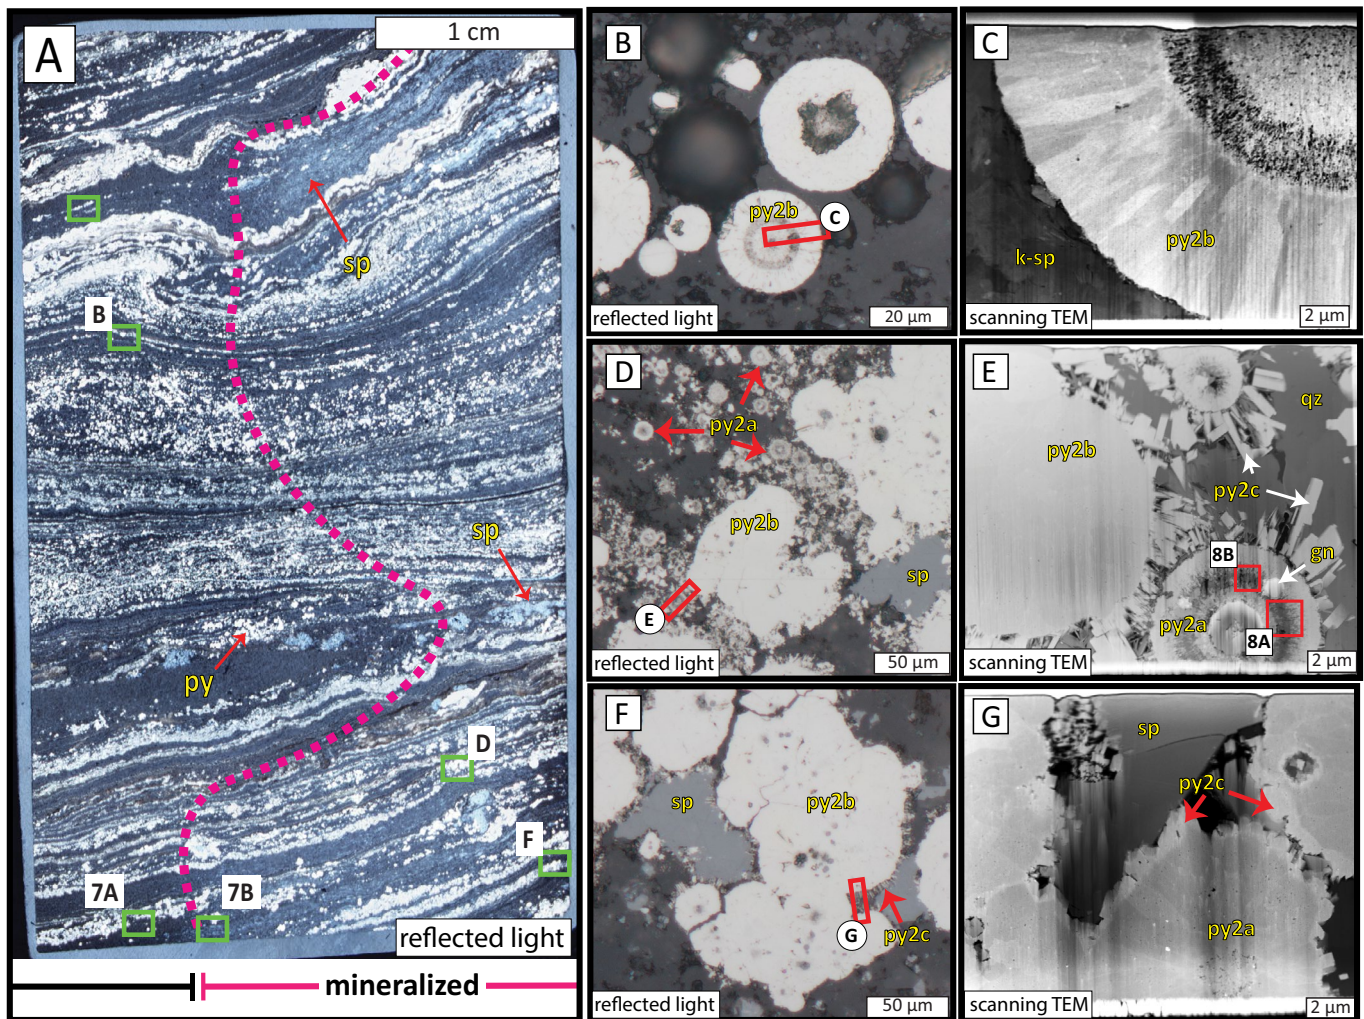 A
1 cm
sp
B
sp
py
D
F
7A
7B
reflected light
mineralized
B
py2b
C
reflected light
20 µm
C
k-sp
py2b
scanning TEM
2 µm
D
py2a
py2b
sp
E
reflected light
50 µm
E
qz
py2b
py2c
8B
gn
py2a
8A
scanning TEM
2 µm
F
sp
py2b
G
py2c
reflected light
50 µm
G
sp
py2c
py2a
scanning TEM
2 µm